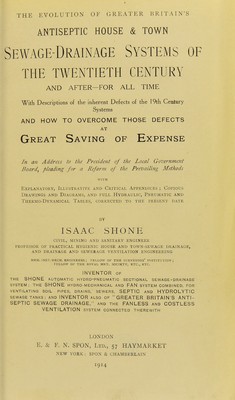 THE EVOLUTION OF GREATER BRITAIN'S
ANTISEPTIC HOUSE & TOWN
SEWAGE-DRAINAGE SYSTEMS OF
THE TWENTIETH CENTURY
AND AFTER—FOR ALL TIME
With Descriptions of the inherent Defects of the 19th Century
Systems
AND HOW TO OVERCOME THOSE DEFECTS
AT
GREAT SAVING OF EXPENSE
In an Address to the President of the Local Government
Board, pleading for a Reform of the Prevailing Methods
WITH
EXPLANATORY, ILLUSTRATIVE AND CRITICAL APPENDICES; COPIOUS
DRAWINGS AND DIAGRAMS; AND FULL HYDRAULIC, PNEUMATIC AND
THERMO-DYNAMICAL TABLES, CORRECTED TO THE PRESENT DATE
BY
ISAAC SHONE
CIVIL, MINING AND SANITARY ENGINEER
PROFESSOR OF PRACTICAL HYGIENIC HOUSE AND TOWN-SEWAGE DRAINAGE,
AND DRAINAGE AND SEWERAGE VENTILATION ENGINEERING
INVENTOR OF
THE SHONE AUTOMATIC HYDRO-PNEUMATIC SECTIONAL SEWAGE-DRAINAGE
SYSTEM; THE SHONE HYDRO-MECHANICAL AND FAN SYSTEM COMBINED, FOR
VENTILATING SOIL PIPES, DRAINS, SEWERS, SEPTIC AND HYDROLYTIC
SEWAGE TANKS; AND INVENTOR ALSO OF "GREATER BRITAIN'S ANTI-
SEPTIC SEWAGE DRAINAGE," AND THE FANLESS AND COSTLESS
VENTILATION SYSTEM CONNECTED THEREWITH
LONDON
E. & F. N. SPON, LTD., 57 HAYMARKET
NEW YORK: SPON & CHAMBERLAIN
1914